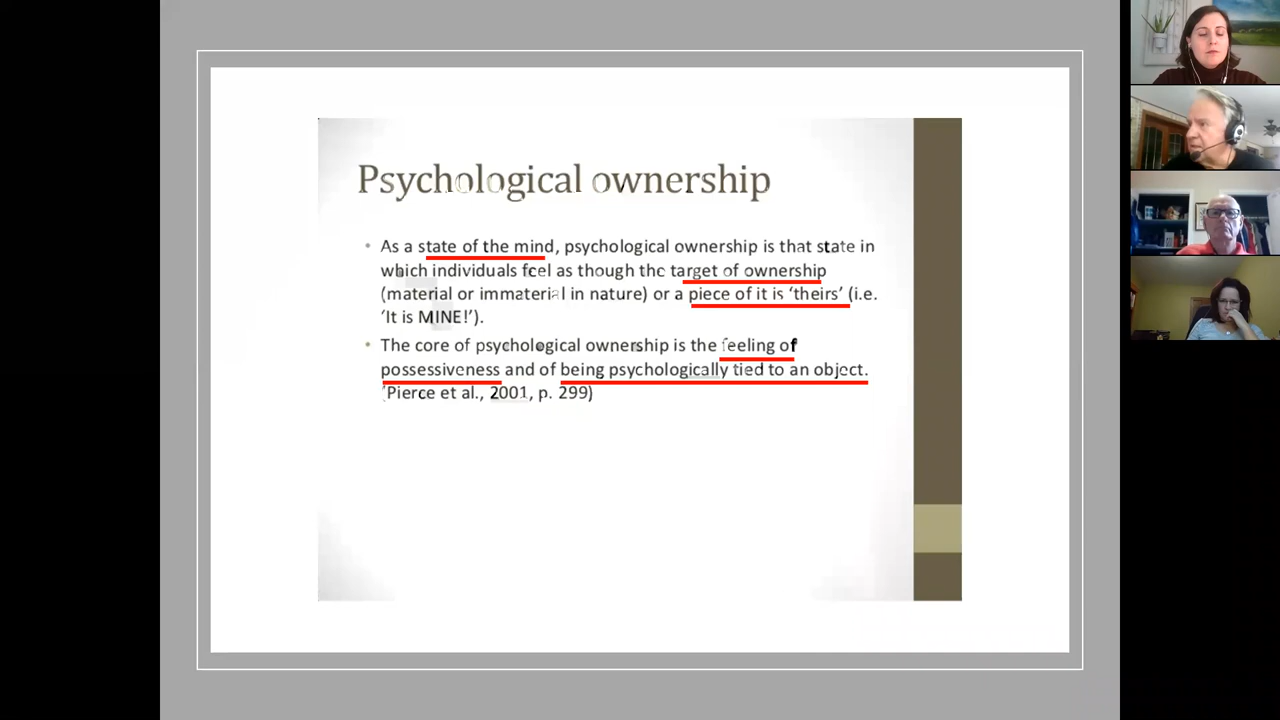 Psychological ownership
• As a state of the mind, psychological ownership is that state in
which individuals feel as though the target of ownership
(material or immaterial in nature) or a piece of it is ‘theirs’ (i.e.
‘It is MINE!’).
• The core of psychological ownership is the feeling of
possessiveness and of being psychologically tied to an object.
(Pierce et al., 2001, p. 299)